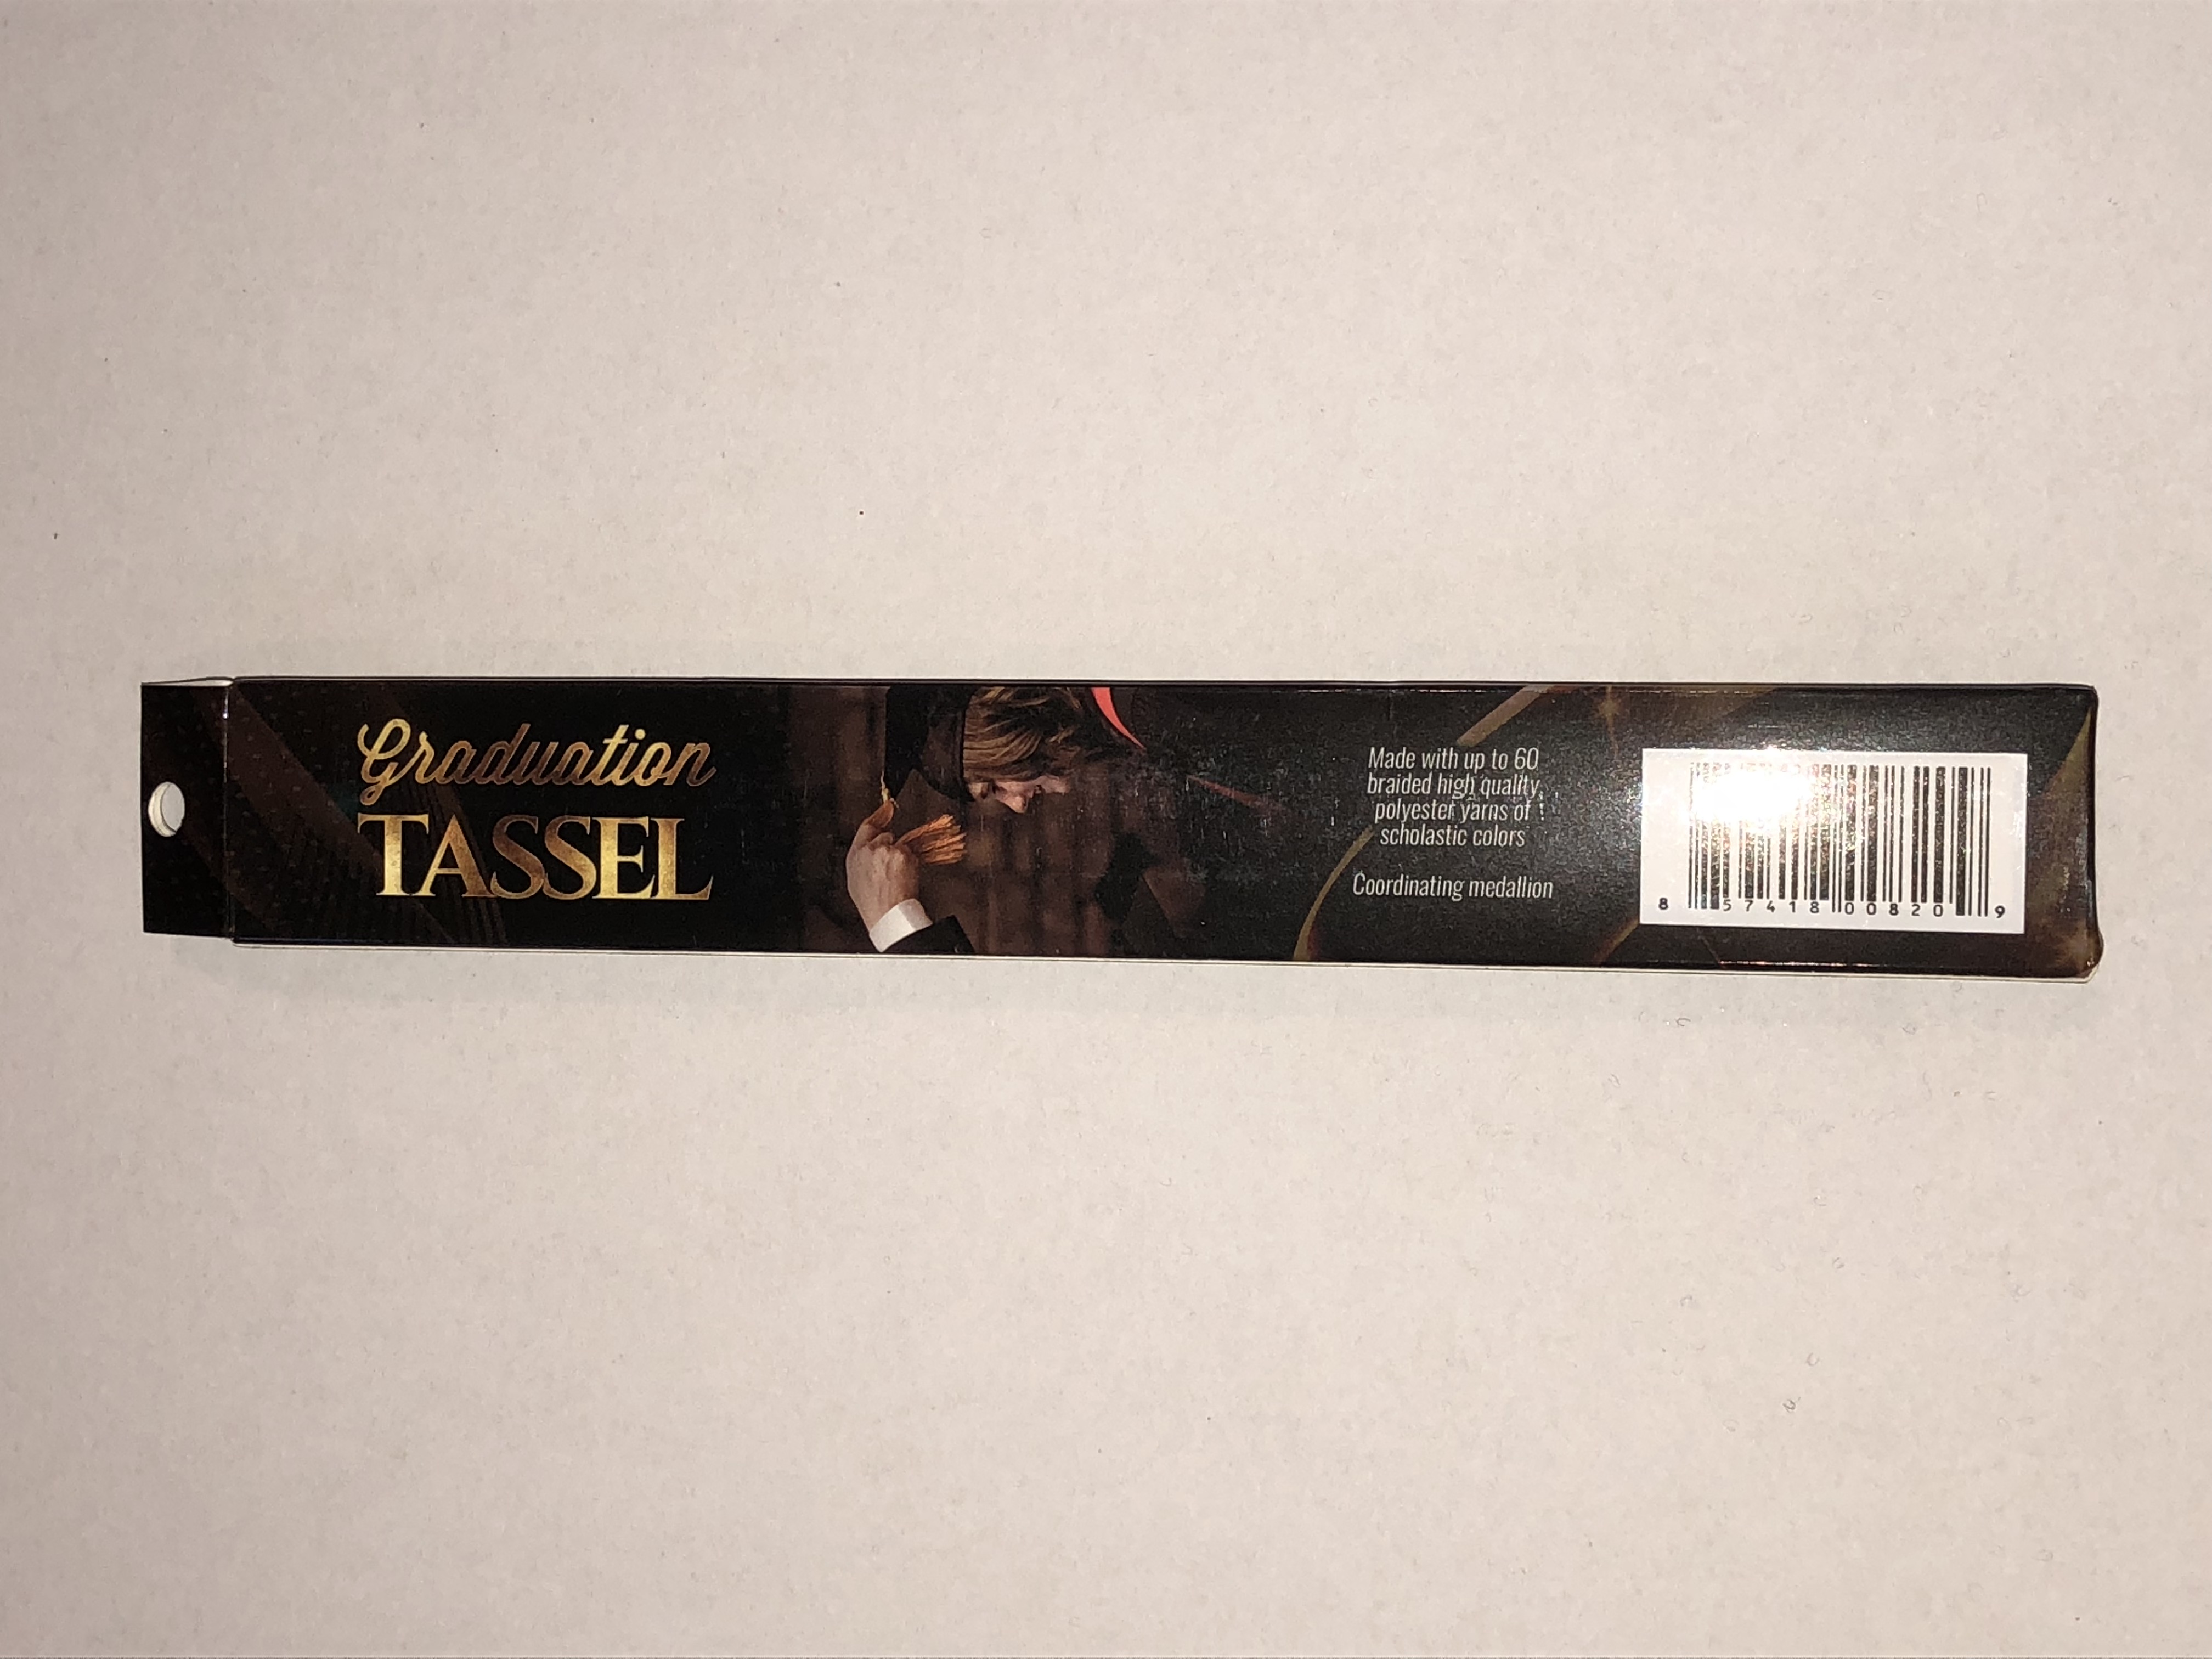 Graduation
TASSEL
Made with up to 60
braided high quality
polyester yarns of
scholastic colors
Coordinating medallion
8 57418 00820 9